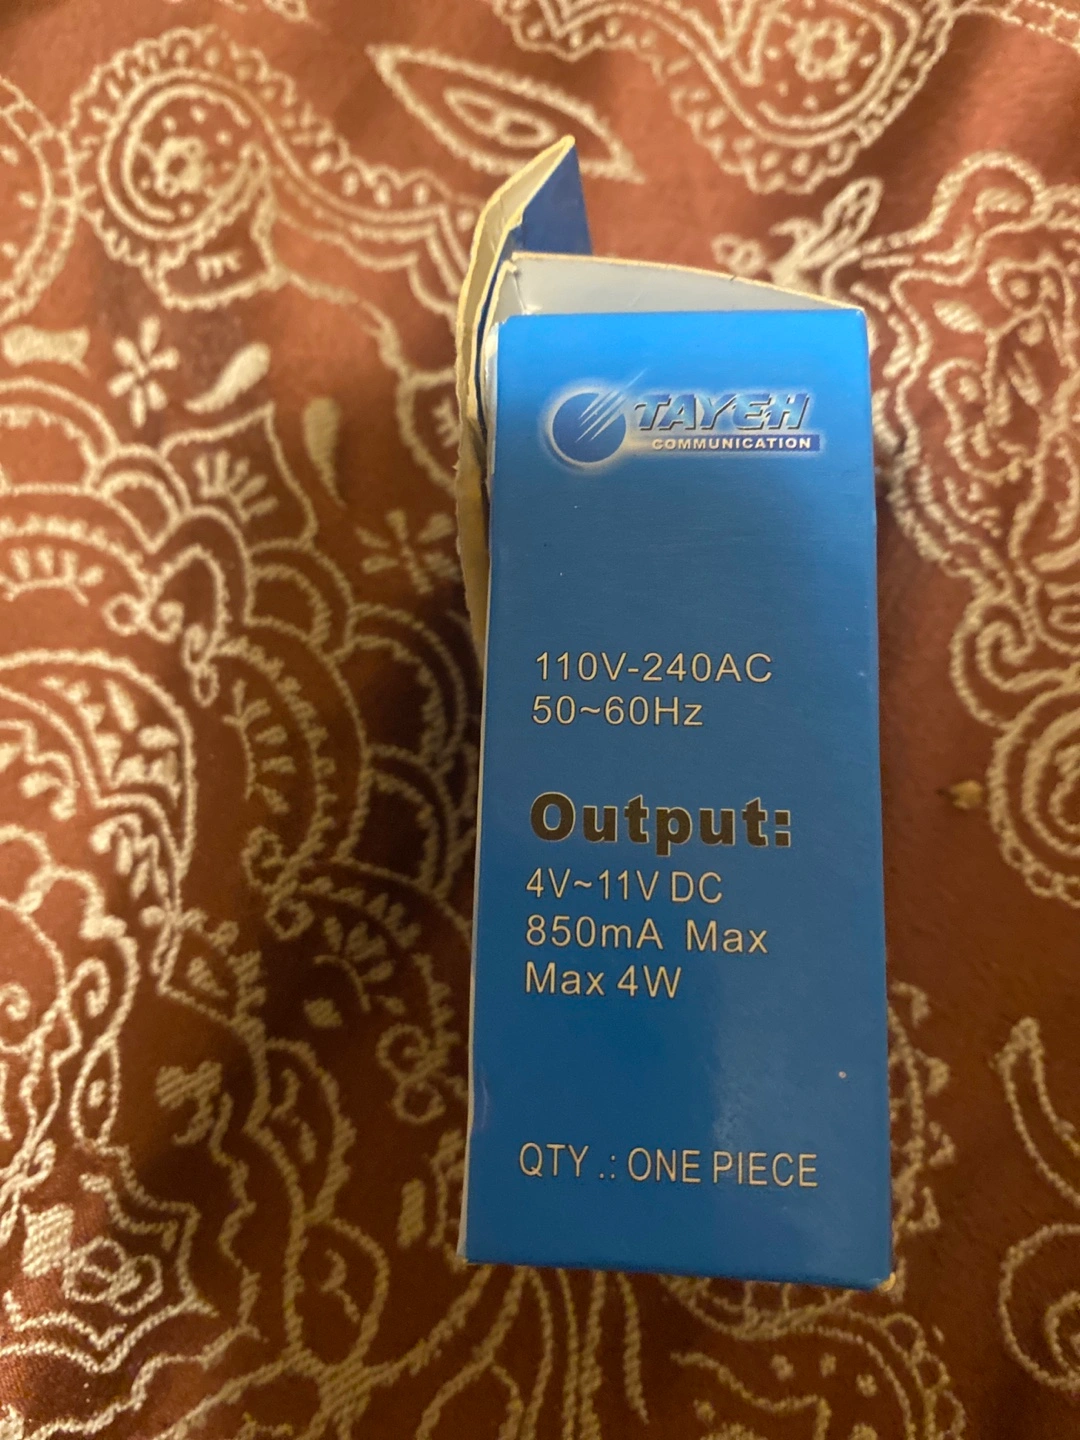 TAYEH
COMMUNICATION
110V-240AC
50~60Hz
Output:
4V~11V DC
850mA Max
Max 4W
QTY .: ONE PIECE